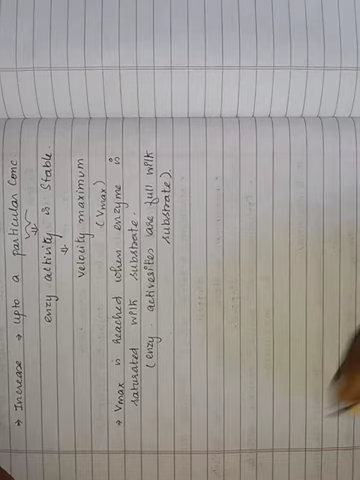 → Increase → upto a particular Conc
↓
enzy activity is stable.
↓
velocity maximum
(Vmax)
→ Vmax is reached when enzyme is
saturated with substrate.
(enzy. activesites are full with
substrate).